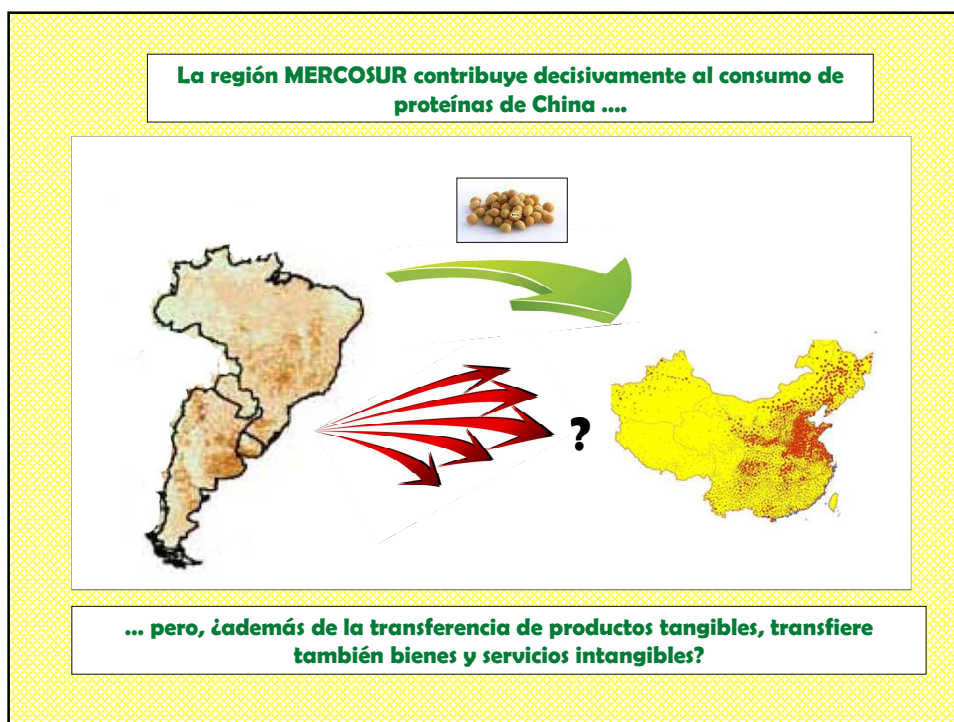 La región MERCOSUR contribuye decisivamente al consumo de
proteínas de China ....
?
... pero, ¿además de la transferencia de productos tangibles, transfiere
también bienes y servicios intangibles?